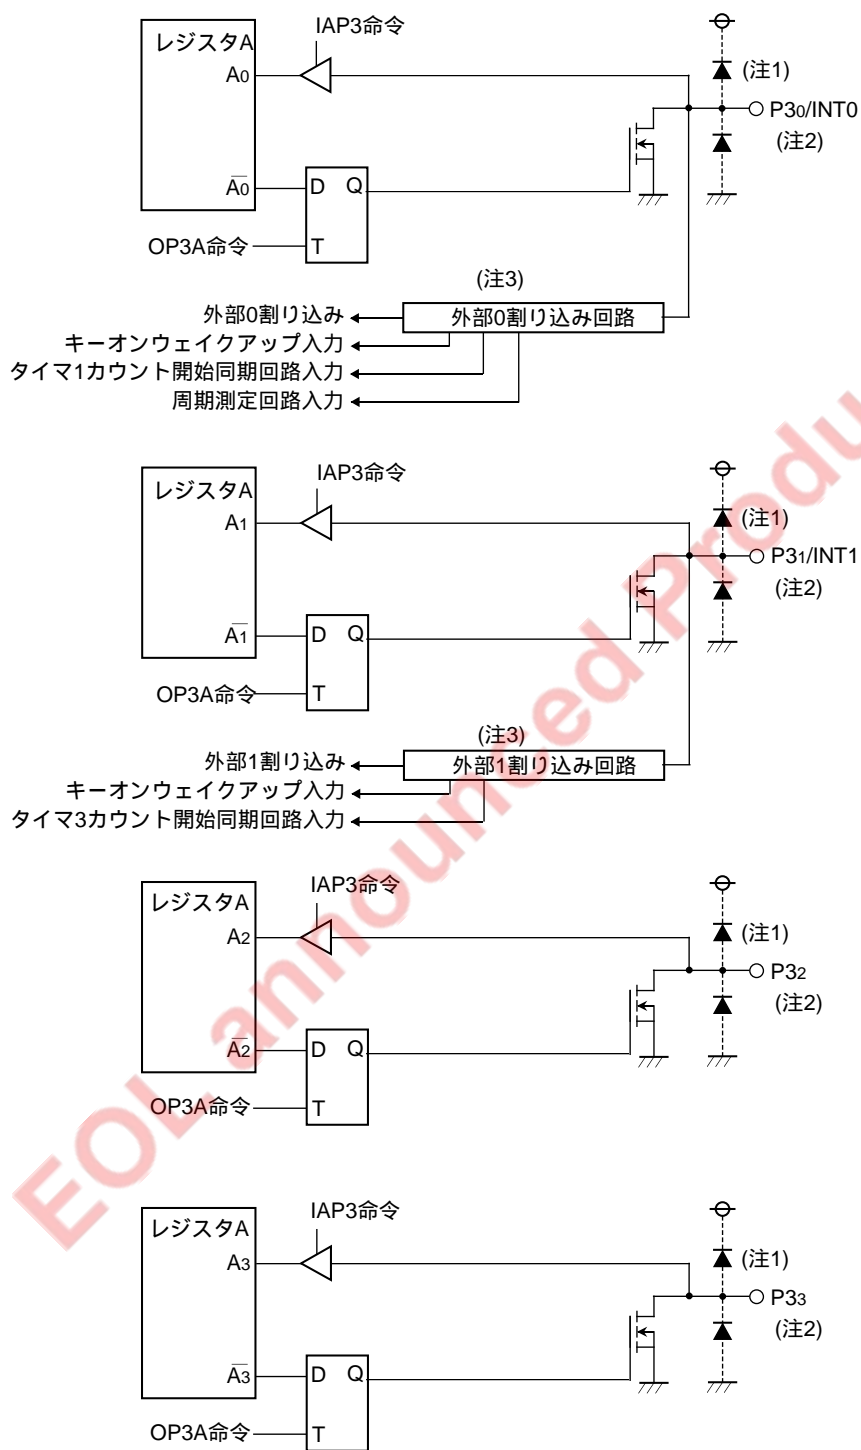 IAP3命令
レジスタA
A0
(注1)
P30/INT0
(注2)
A̅0̅
D Q
OP3A命令
T
(注3)
外部0割り込み
外部0割り込み回路
キーオンウェイクアップ入力
タイマ1カウント開始同期回路入力
周期測定回路入力
IAP3命令
レジスタA
A1
(注1)
P31/INT1
(注2)
A̅1̅
D Q
OP3A命令
T
(注3)
外部1割り込み
外部1割り込み回路
キーオンウェイクアップ入力
タイマ3カウント開始同期回路入力
IAP3命令
レジスタA
A2
(注1)
P32
(注2)
A̅2̅
D Q
OP3A命令
T
IAP3命令
レジスタA
A3
(注1)
P33
(注2)
A̅3̅
D Q
OP3A命令
T
EOL announced Produ